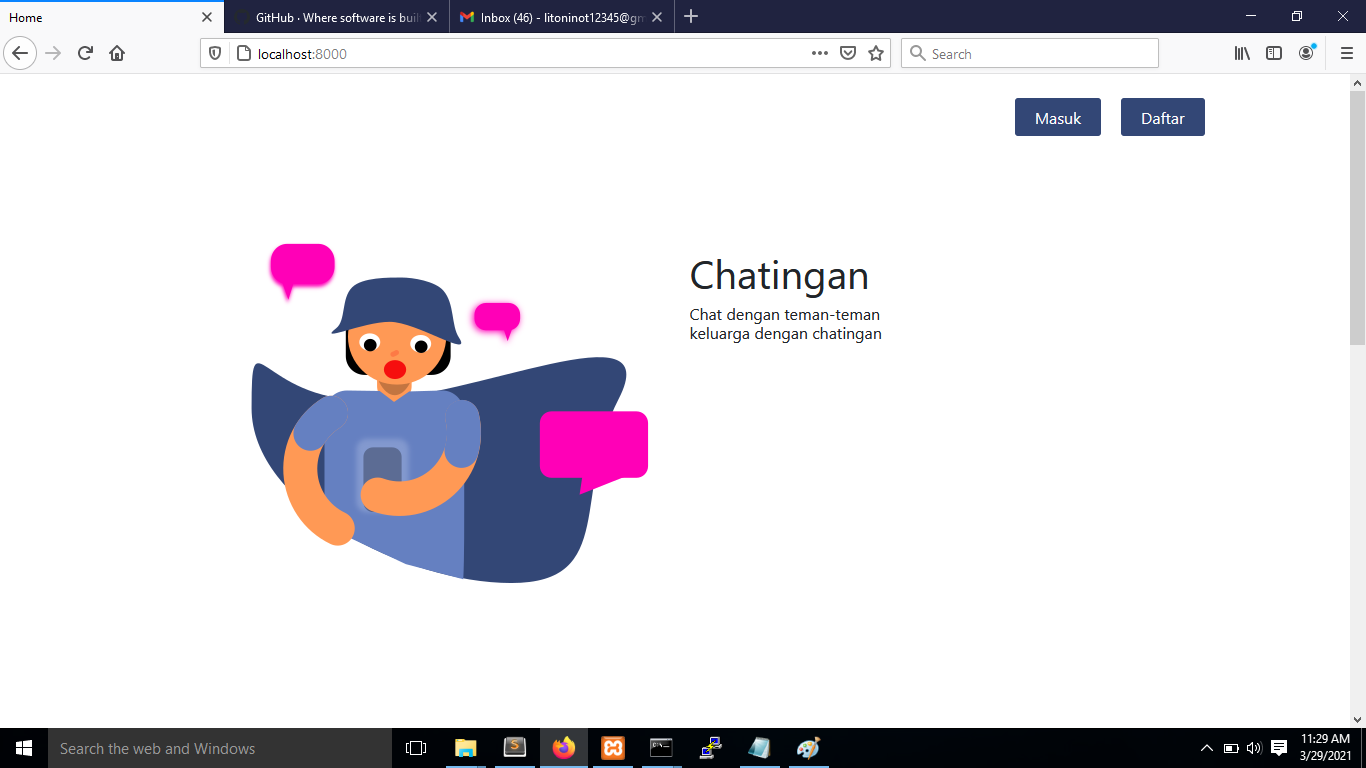 Home
GitHub · Where software is buil
Inbox (46) - litoninot12345@gm
localhost:8000
Search
Masuk
Daftar
Chatingan
Chat dengan teman-teman
keluarga dengan chatingan
Search the web and Windows
11:29 AM
3/29/2021